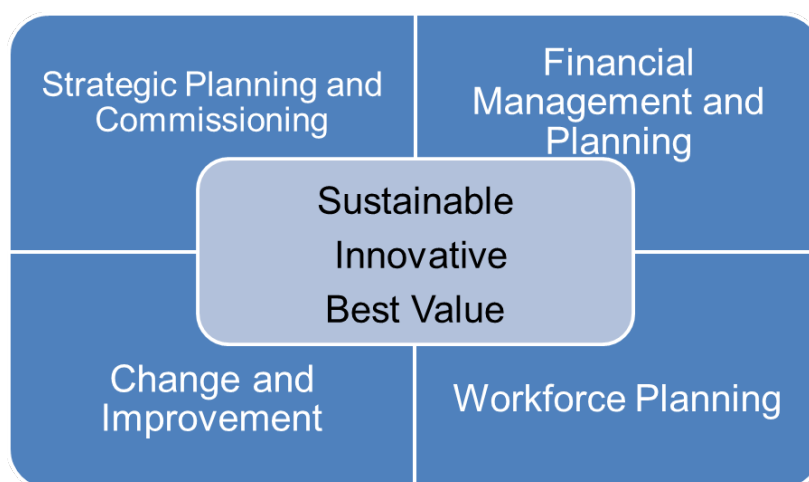 Strategic Planning and
Commissioning
Financial
Management and
Planning
Sustainable
Innovative
Best Value
Change and
Improvement
Workforce Planning